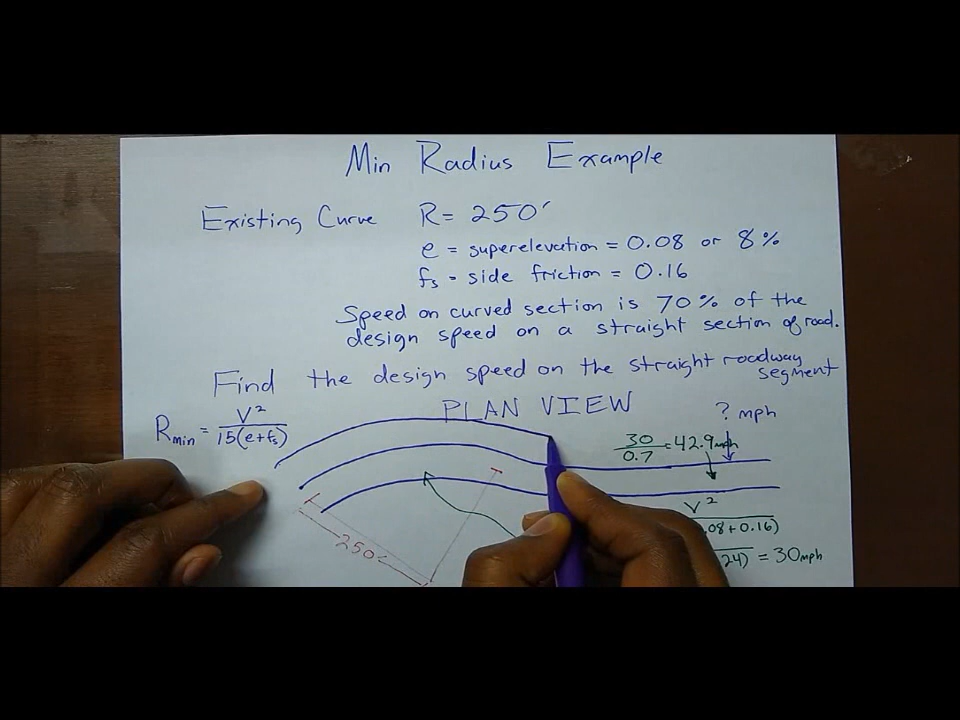 Min Radius Example
Existing Curve R = 250'
e = superelevation = 0.08 or 8%
fs = side friction = 0.16
Speed on curved section is 70% of the
design speed on a straight section of road.
Find the design speed on the straight roadway
segment
PLAN VIEW
? mph
Rmin = V² / 15(e+fs)
30 / 0.7 = 42.9 mph
250'
V²
.08 + 0.16)
24) = 30mph